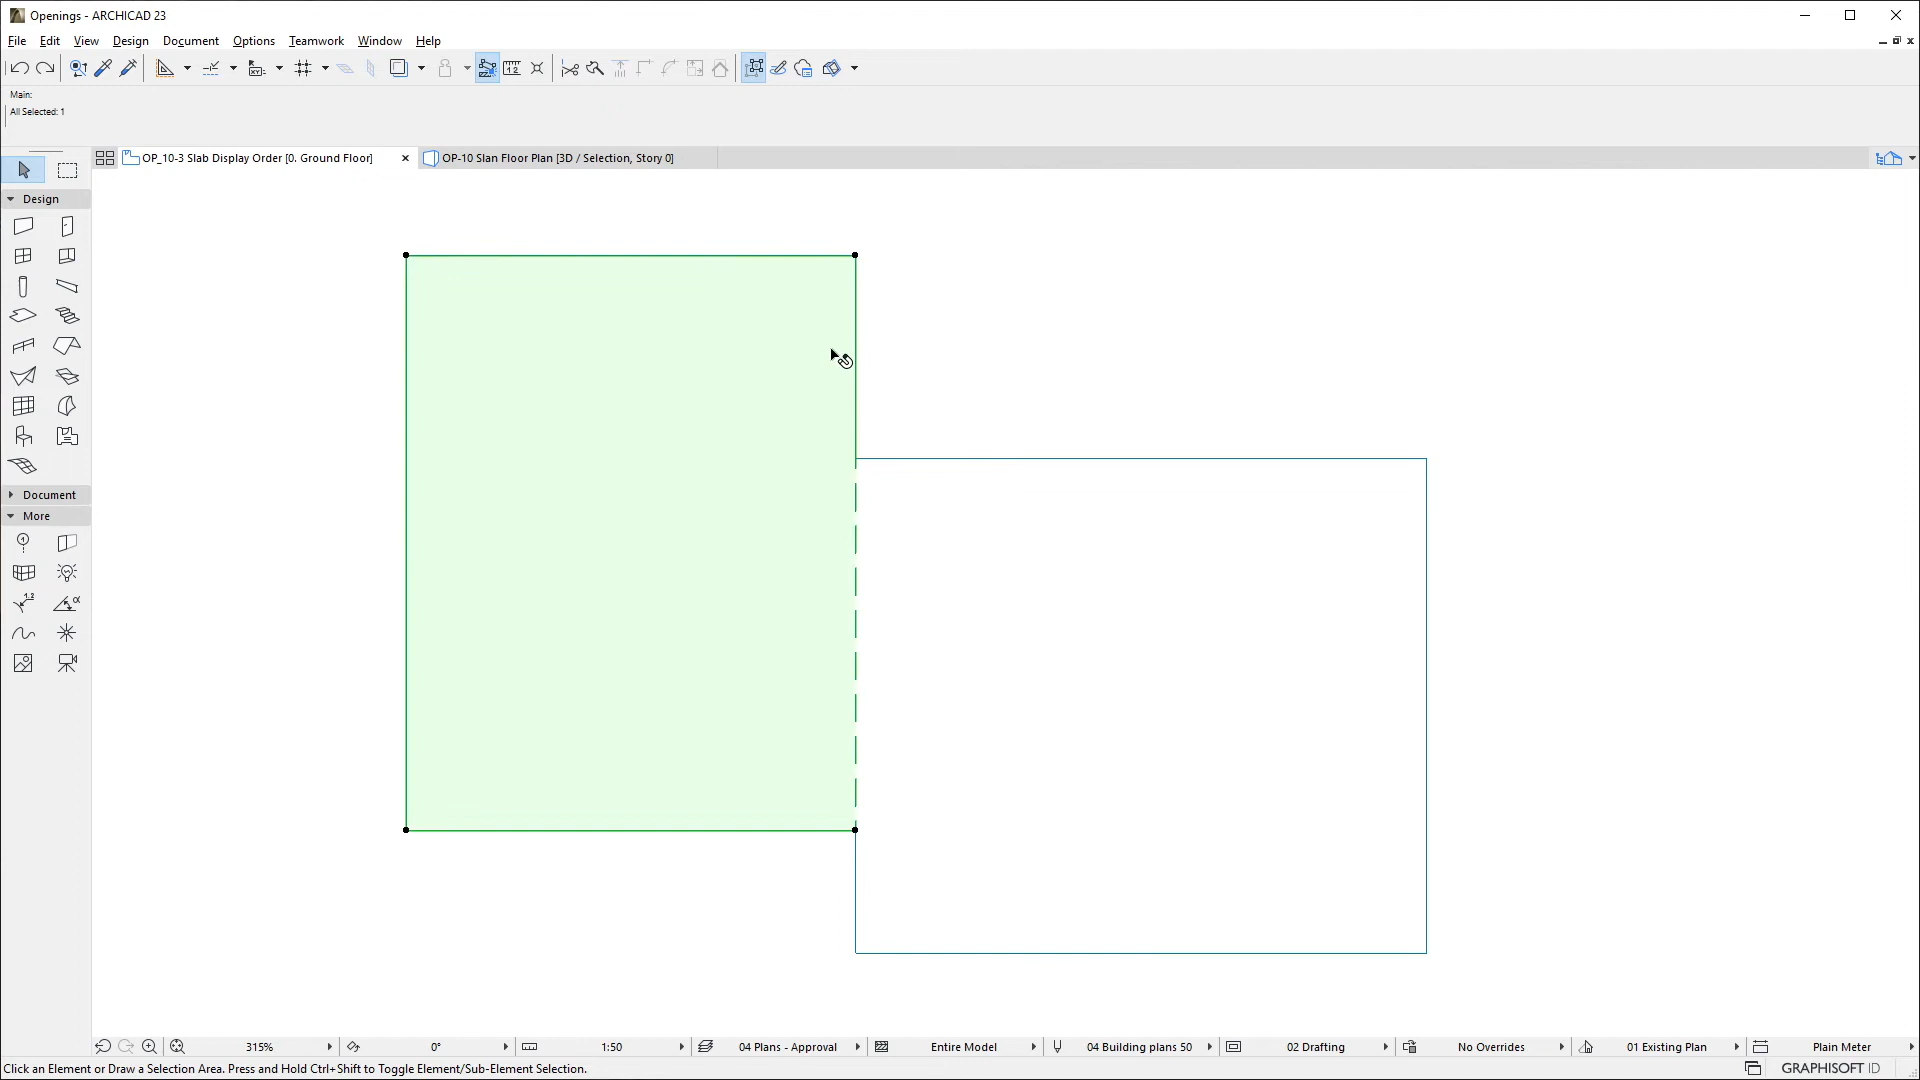 Openings - ARCHICAD 23
File Edit View Design Document Options Teamwork Window Help
Main:
All Selected: 1
OP_10-3 Slab Display Order [0. Ground Floor]
OP-10 Slan Floor Plan [3D / Selection, Story 0]
Design
Document
More
315%
0°
1:50
04 Plans - Approval
Entire Model
04 Building plans 50
02 Drafting
No Overrides
01 Existing Plan
Plain Meter
Click an Element or Draw a Selection Area. Press and Hold Ctrl+Shift to Toggle Element/Sub-Element Selection.
GRAPHISOFT ID